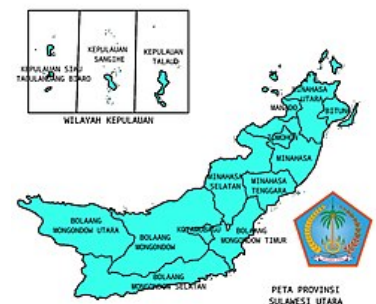 KEPULAUAN SIAU
TAGULANDANG BIARO
KEPULAUAN
SANGIHE
KEPULAUAN
TALAUD
WILAYAH KEPULAUAN
MINAHASA
UTARA
MANADO
BITUNG
TOMOHON
MINAHASA
MINAHASA
SELATAN
MINAHASA
TENGGARA
BOLAANG
MONGONDOW UTARA
BOLAANG
MONGONDOW
KOTAMOBAGU
BOLAANG
MONGONDOW TIMUR
BOLAANG
MONGONDOW SELATAN
PETA PROVINSI
SULAWESI UTARA